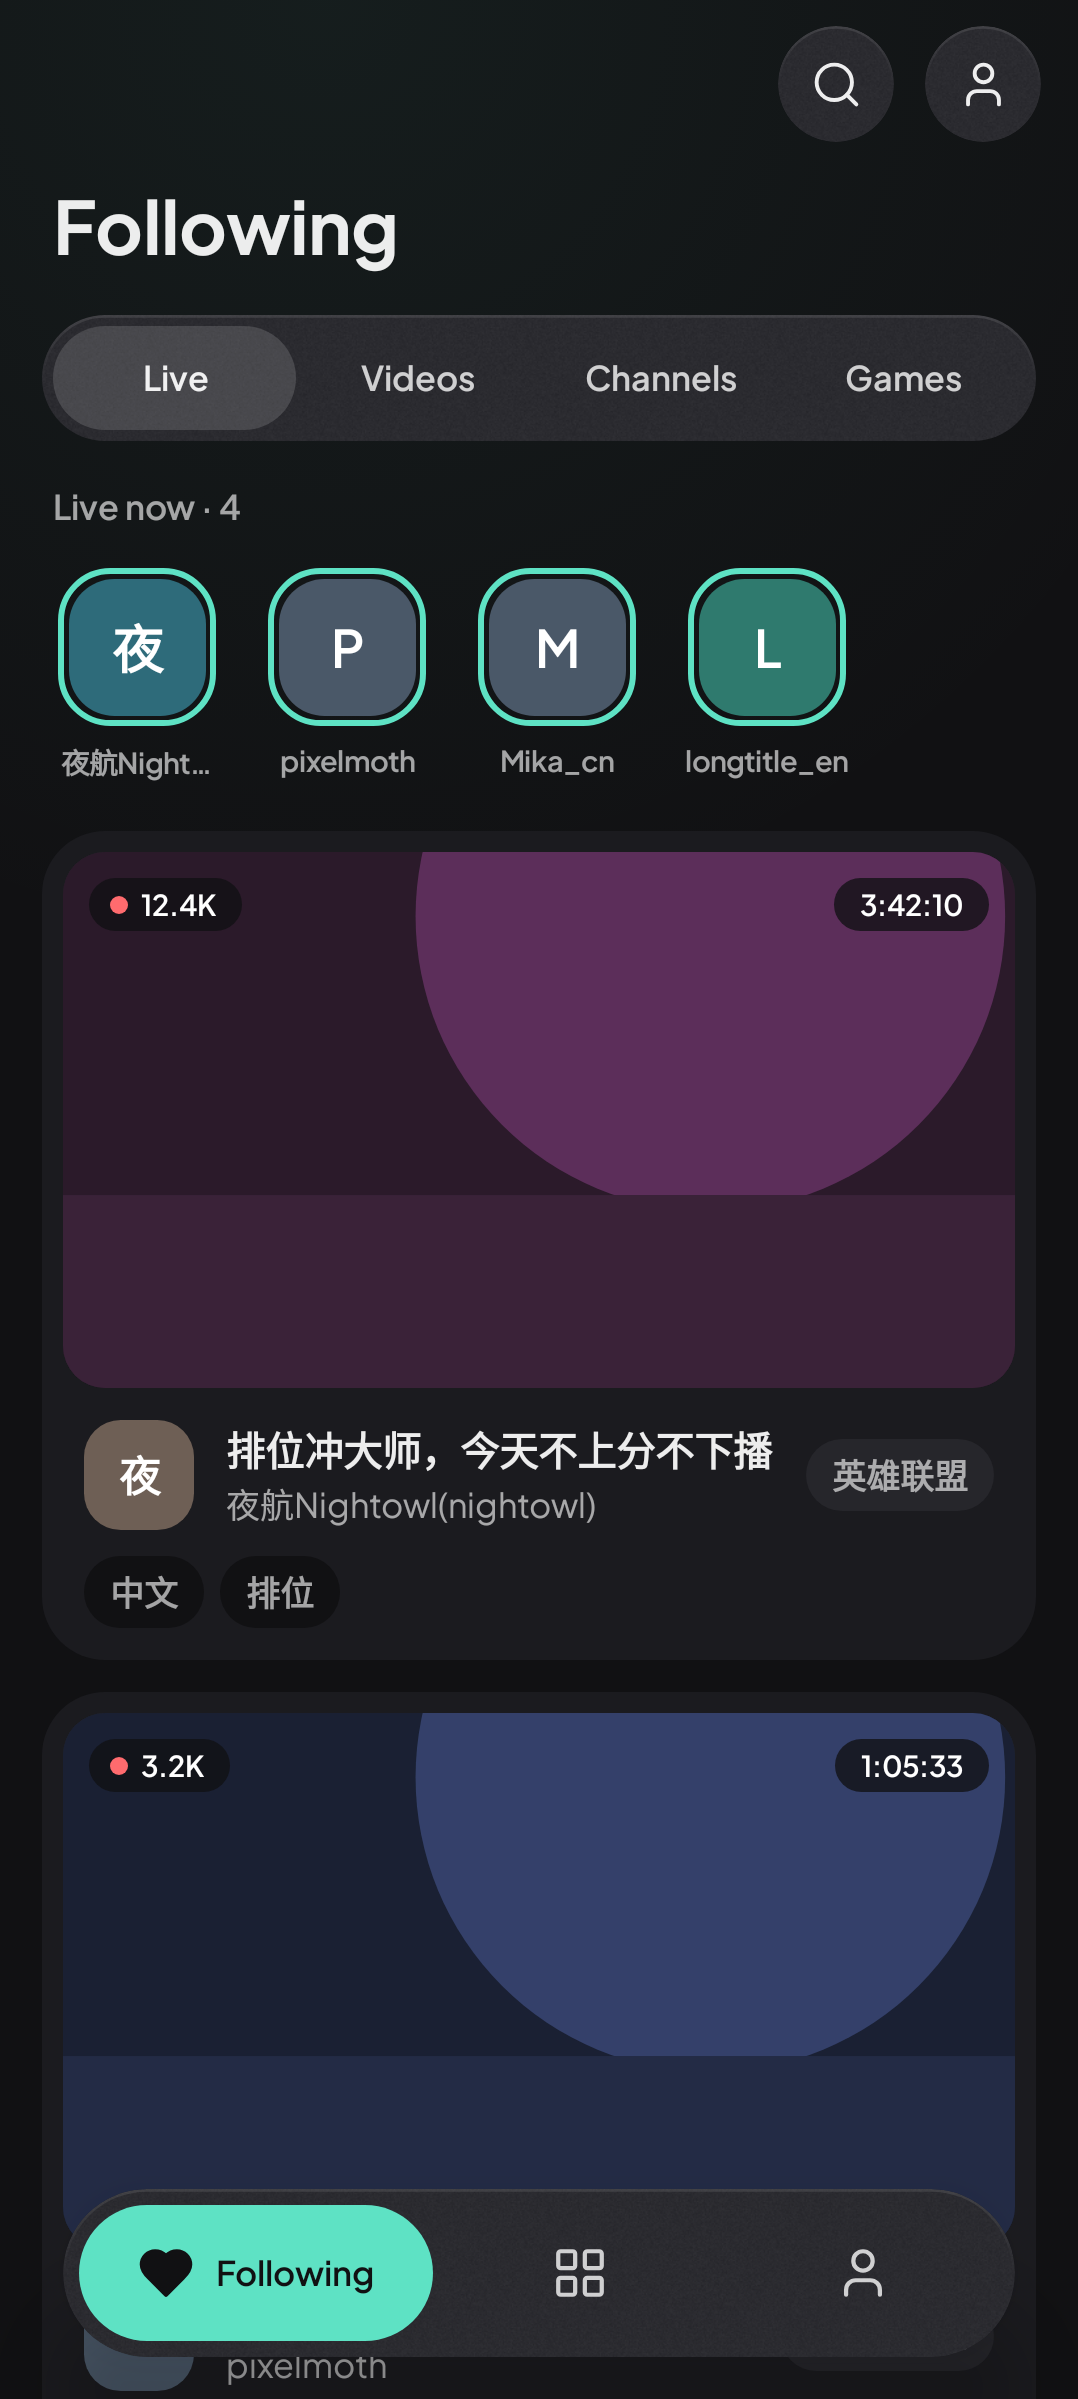 Following
Live
Videos
Channels
Games
Live now · 4
夜
P
M
L
夜航Night...
pixelmoth
Mika_cn
longtitle_en
12.4K
3:42:10
夜
排位冲大师，今天不上分不下播
夜航Nightowl(nightowl)
英雄联盟
中文
排位
3.2K
1:05:33
Following
pixelmoth